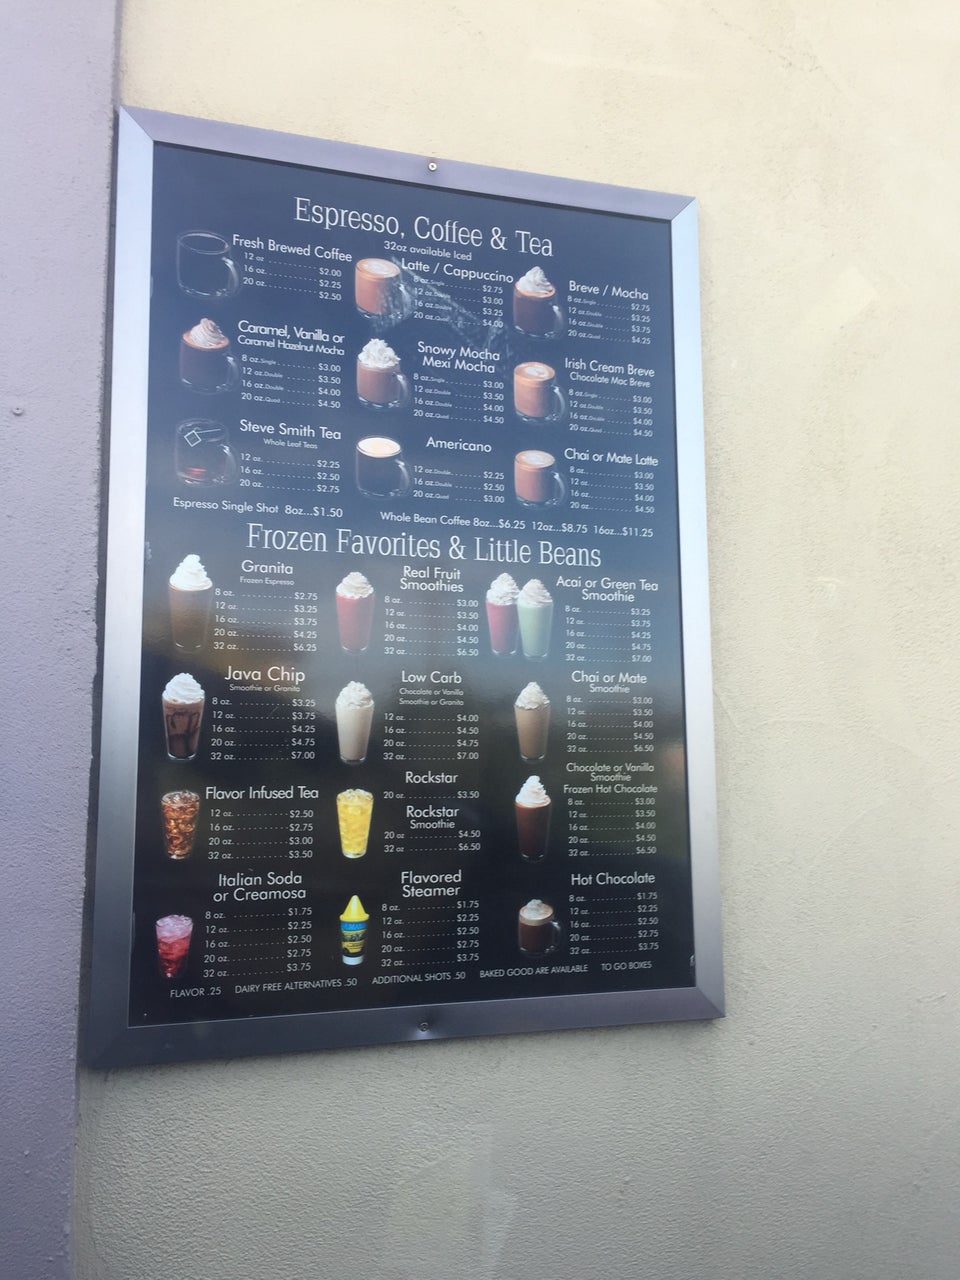 Espresso, Coffee & Tea
32oz available Iced
Fresh Brewed Coffee
12 oz ........ $2.00
16 oz. ........ $2.25
20 oz. ........ $2.50
Latte / Cappuccino
8 oz. Single ........ $2.75
12 oz. Double ........ $3.00
16 oz. Double ........ $3.25
20 oz. Quad ........ $4.00
Breve / Mocha
8 oz. Single ........ $2.75
12 oz. Double ........ $3.25
16 oz. Double ........ $3.75
20 oz. Quad ........ $4.25
Caramel, Vanilla or
Caramel Hazelnut Mocha
8 oz. Single ........ $3.00
12 oz. Double ........ $3.50
16 oz. Double ........ $4.00
20 oz. Quad ........ $4.50
Snowy Mocha
Mexi Mocha
8 oz. Single ........ $3.00
12 oz. Double ........ $3.50
16 oz. Double ........ $4.00
20 oz. Quad ........ $4.50
Irish Cream Breve
Chocolate Mac Breve
8 oz. Single ........ $3.00
12 oz. Double ........ $3.50
16 oz. Double ........ $4.00
20 oz. Quad ........ $4.50
Steve Smith Tea
Whole Leaf Teas
12 oz. ........ $2.25
16 oz. ........ $2.50
20 oz. ........ $2.75
Americano
12 oz. Double ........ $2.25
16 oz. Double ........ $2.50
20 oz. Quad ........ $3.00
Chai or Mate Latte
8 oz. ........ $3.00
12 oz. ........ $3.50
16 oz. ........ $4.00
20 oz. ........ $4.50
Espresso Single Shot 8oz...$1.50
Whole Bean Coffee 8oz...$6.25 12oz...$8.75 16oz...$11.25
Frozen Favorites & Little Beans
Granita
Frozen Espresso
8 oz. ........ $2.75
12 oz. ........ $3.25
16 oz. ........ $3.75
20 oz. ........ $4.25
32 oz. ........ $6.25
Real Fruit
Smoothies
8 oz. ........ $3.00
12 oz. ........ $3.50
16 oz. ........ $4.00
20 oz. ........ $4.50
32 oz. ........ $6.50
Acai or Green Tea
Smoothie
8 oz. ........ $3.25
12 oz. ........ $3.75
16 oz. ........ $4.25
20 oz. ........ $4.75
32 oz. ........ $7.00
Java Chip
Smoothie or Granita
8 oz. ........ $3.25
12 oz. ........ $3.75
16 oz. ........ $4.25
20 oz. ........ $4.75
32 oz. ........ $7.00
Low Carb
Chocolate or Vanilla
Smoothie or Granita
12 oz. ........ $4.00
16 oz. ........ $4.50
20 oz. ........ $4.75
32 oz. ........ $7.00
Chai or Mate
Smoothie
8 oz. ........ $3.00
12 oz. ........ $3.50
16 oz. ........ $4.00
20 oz. ........ $4.50
32 oz. ........ $6.50
Flavor Infused Tea
12 oz. ........ $2.50
16 oz. ........ $2.75
20 oz. ........ $3.00
32 oz. ........ $3.50
Rockstar
20 oz. ........ $3.50
Rockstar
Smoothie
20 oz ........ $4.50
32 oz ........ $6.50
Chocolate or Vanilla
Smoothie
Frozen Hot Chocolate
8 oz. ........ $3.00
12 oz. ........ $3.50
16 oz. ........ $4.00
20 oz. ........ $4.50
32 oz. ........ $6.50
Italian Soda
or Creamosa
8 oz. ........ $1.75
12 oz. ........ $2.25
16 oz. ........ $2.50
20 oz. ........ $2.75
32 oz. ........ $3.75
Flavored
Steamer
8 oz. ........ $1.75
12 oz. ........ $2.25
16 oz. ........ $2.50
20 oz. ........ $2.75
32 oz. ........ $3.75
Hot Chocolate
8 oz. ........ $1.75
12 oz. ........ $2.25
16 oz. ........ $2.50
20 oz. ........ $2.75
32 oz. ........ $3.75
FLAVOR .25 DAIRY FREE ALTERNATIVES .50 ADDITIONAL SHOTS .50 BAKED GOOD ARE AVAILABLE TO GO BOXES